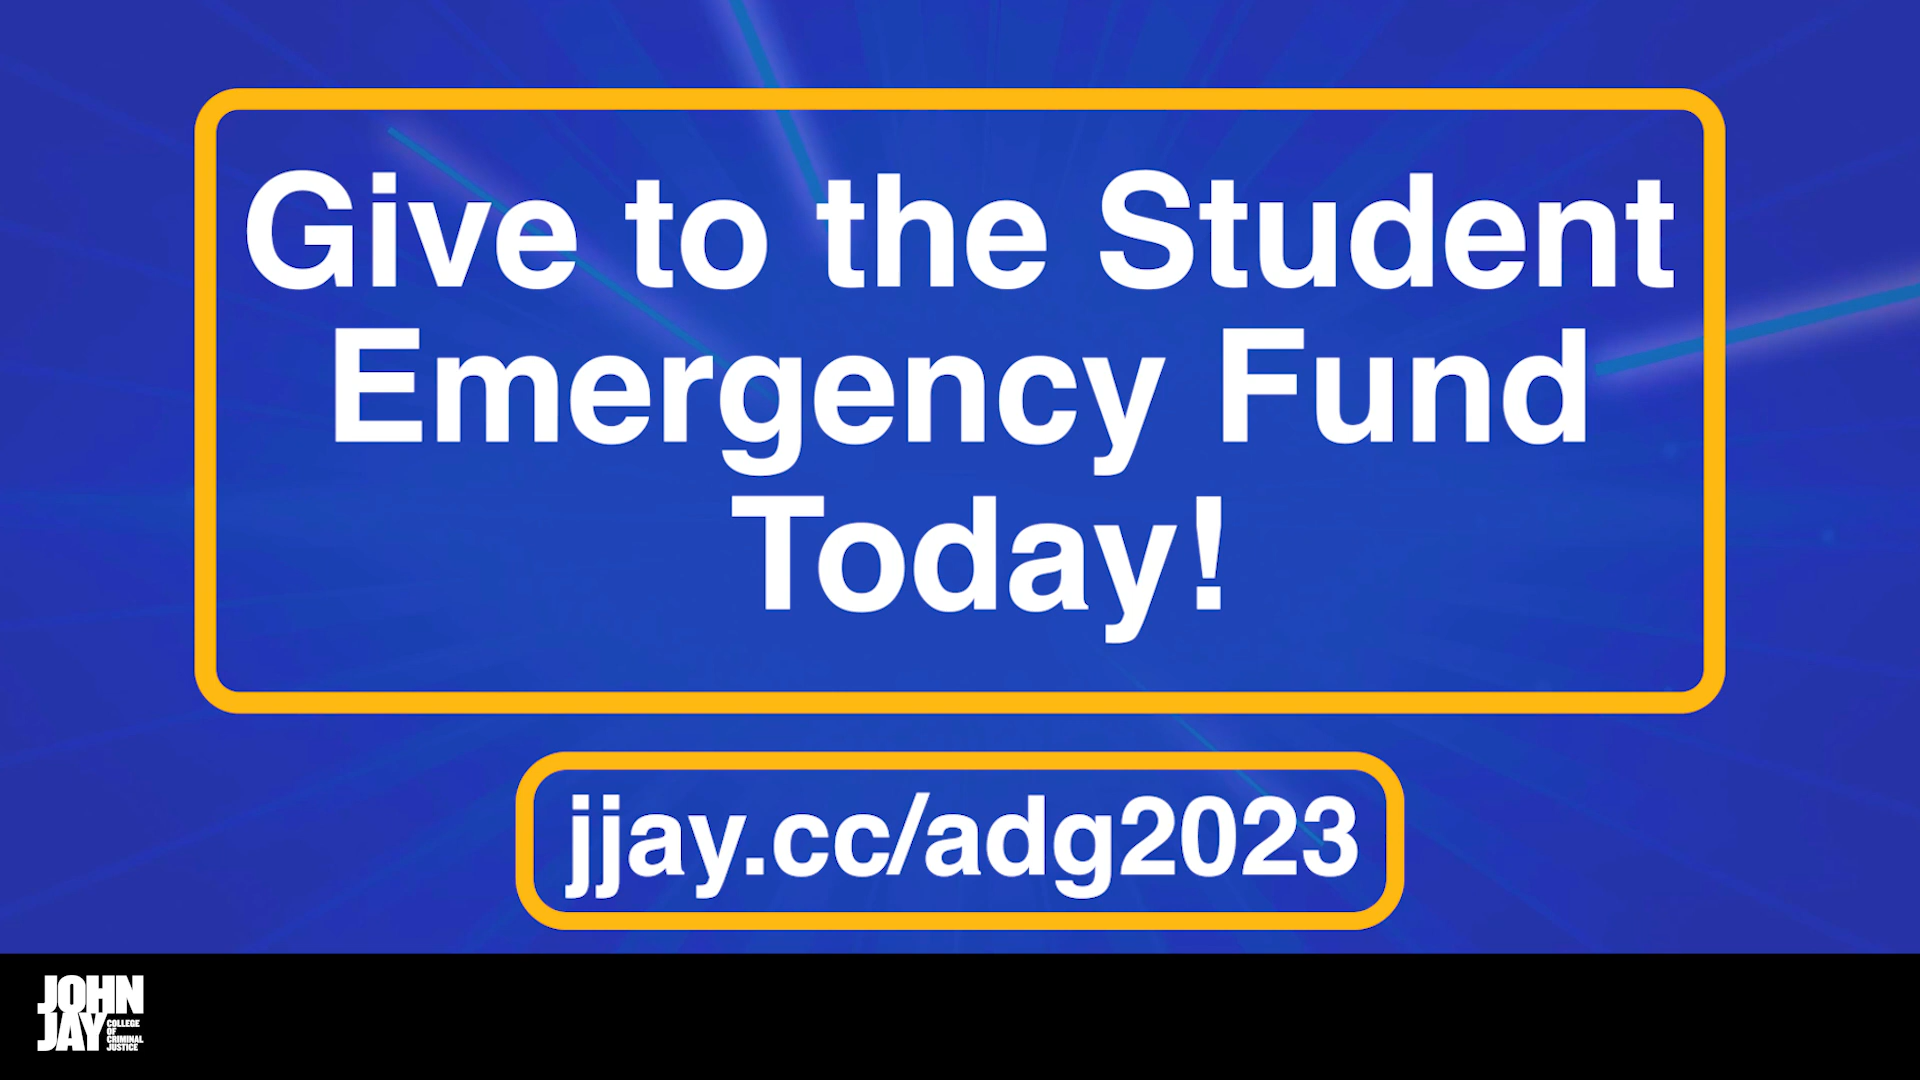 Give to the Student
Emergency Fund
Today!
jjay.cc/adg2023
JOHN
JAY
COLLEGE
OF
CRIMINAL
JUSTICE